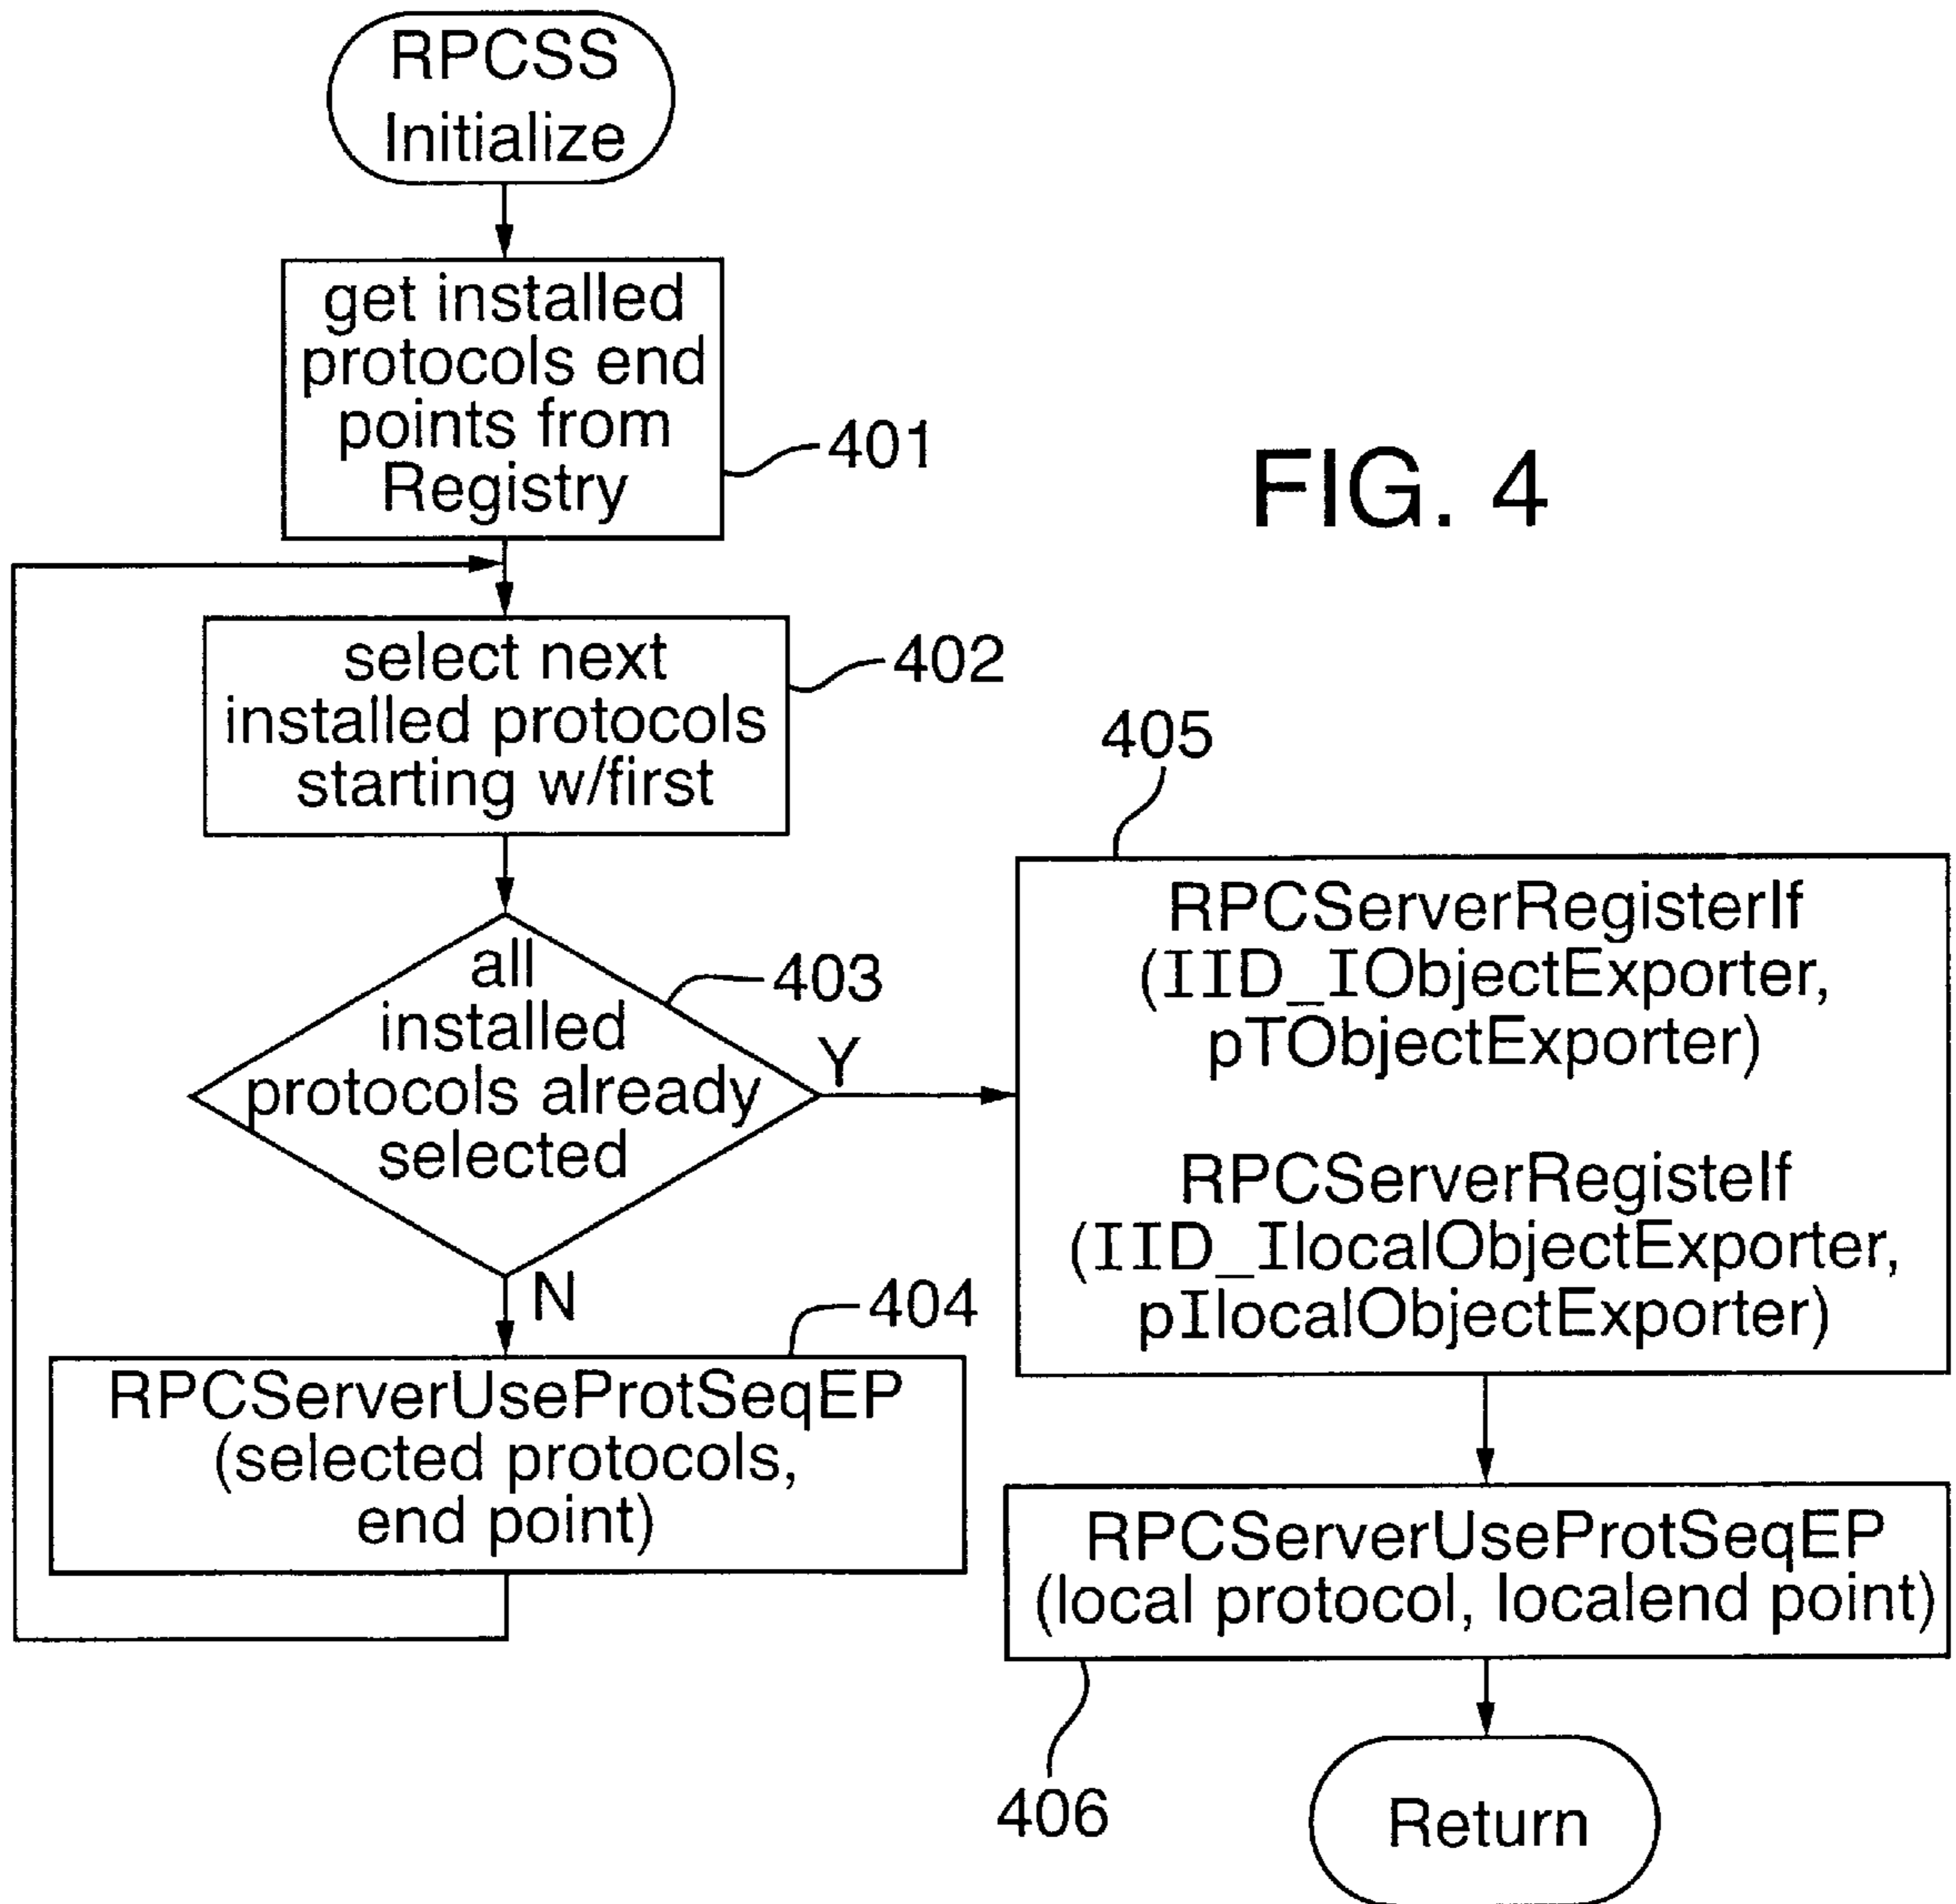 RPCSS
Initialize
get installed
protocols end
points from
Registry
401
FIG. 4
select next
installed protocols
starting w/first
402
all
installed
protocols already
selected
403
Y
N
404
RPCServerUseProtSeqEP
(selected protocols,
end point)
405
RPCServerRegisterIf
(IID_IObjectExporter,
pTObjectExporter)
RPCServerRegisteIf
(IID_IlocalObjectExporter,
pIlocalObjectExporter)
RPCServerUseProtSeqEP
(local protocol, localend point)
406
Return